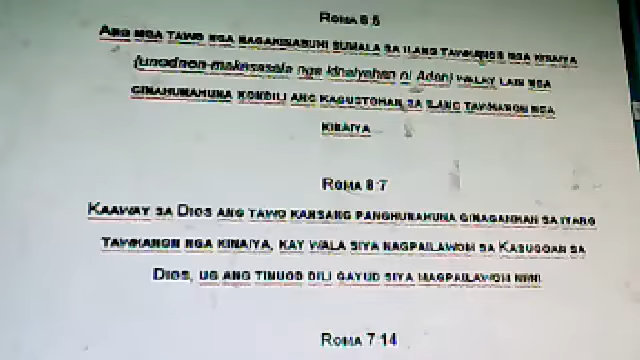 ROMA 8:5
ANG MGA TAWO NGA NAGAKINABUHI SUMALA SA ILANG TAWHANON NGA KINAIYA
(unodnon-makasasala nga kinaiyahan ni Adan) WALAY LAIN NGA
GINAHUNAHUNA KONDILI ANG KAGUSTOHAN SA ILANG TAWHANON NGA
KINAIYA
ROMA 8:7
KAAWAY SA DIOS ANG TAWO KANSANG PANGHUNAHUNA GINAGAHMAN SA IYANG
TAWHANON NGA KINAIYA, KAY WALA SIYA NAGPAILAWOM SA KASUGOAN SA
DIOS, UG ANG TINUOD DILI GAYUD SIYA MAGPAILAWOM NIINI
ROMA 7:14